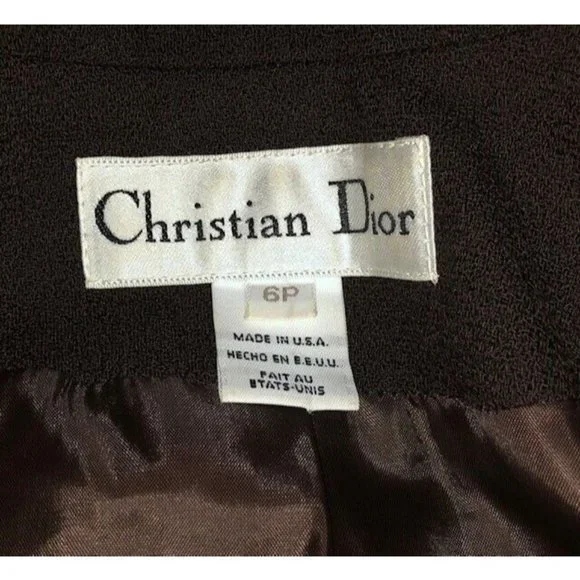 Christian Dior
6P
MADE IN U.S.A.
HECHO EN E.E.U.U.
FAIT AU
ETATS-UNIS